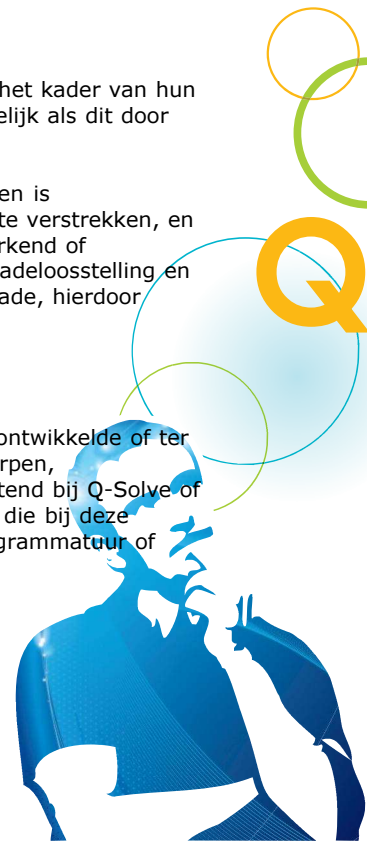 het kader van hun
elijk als dit door
en is
te verstrekken, en
rkend of
adeloosstelling en
ade, hierdoor
Q
ontwikkelde of ter
rpen,
tend bij Q-Solve of
die bij deze
grammatuur of